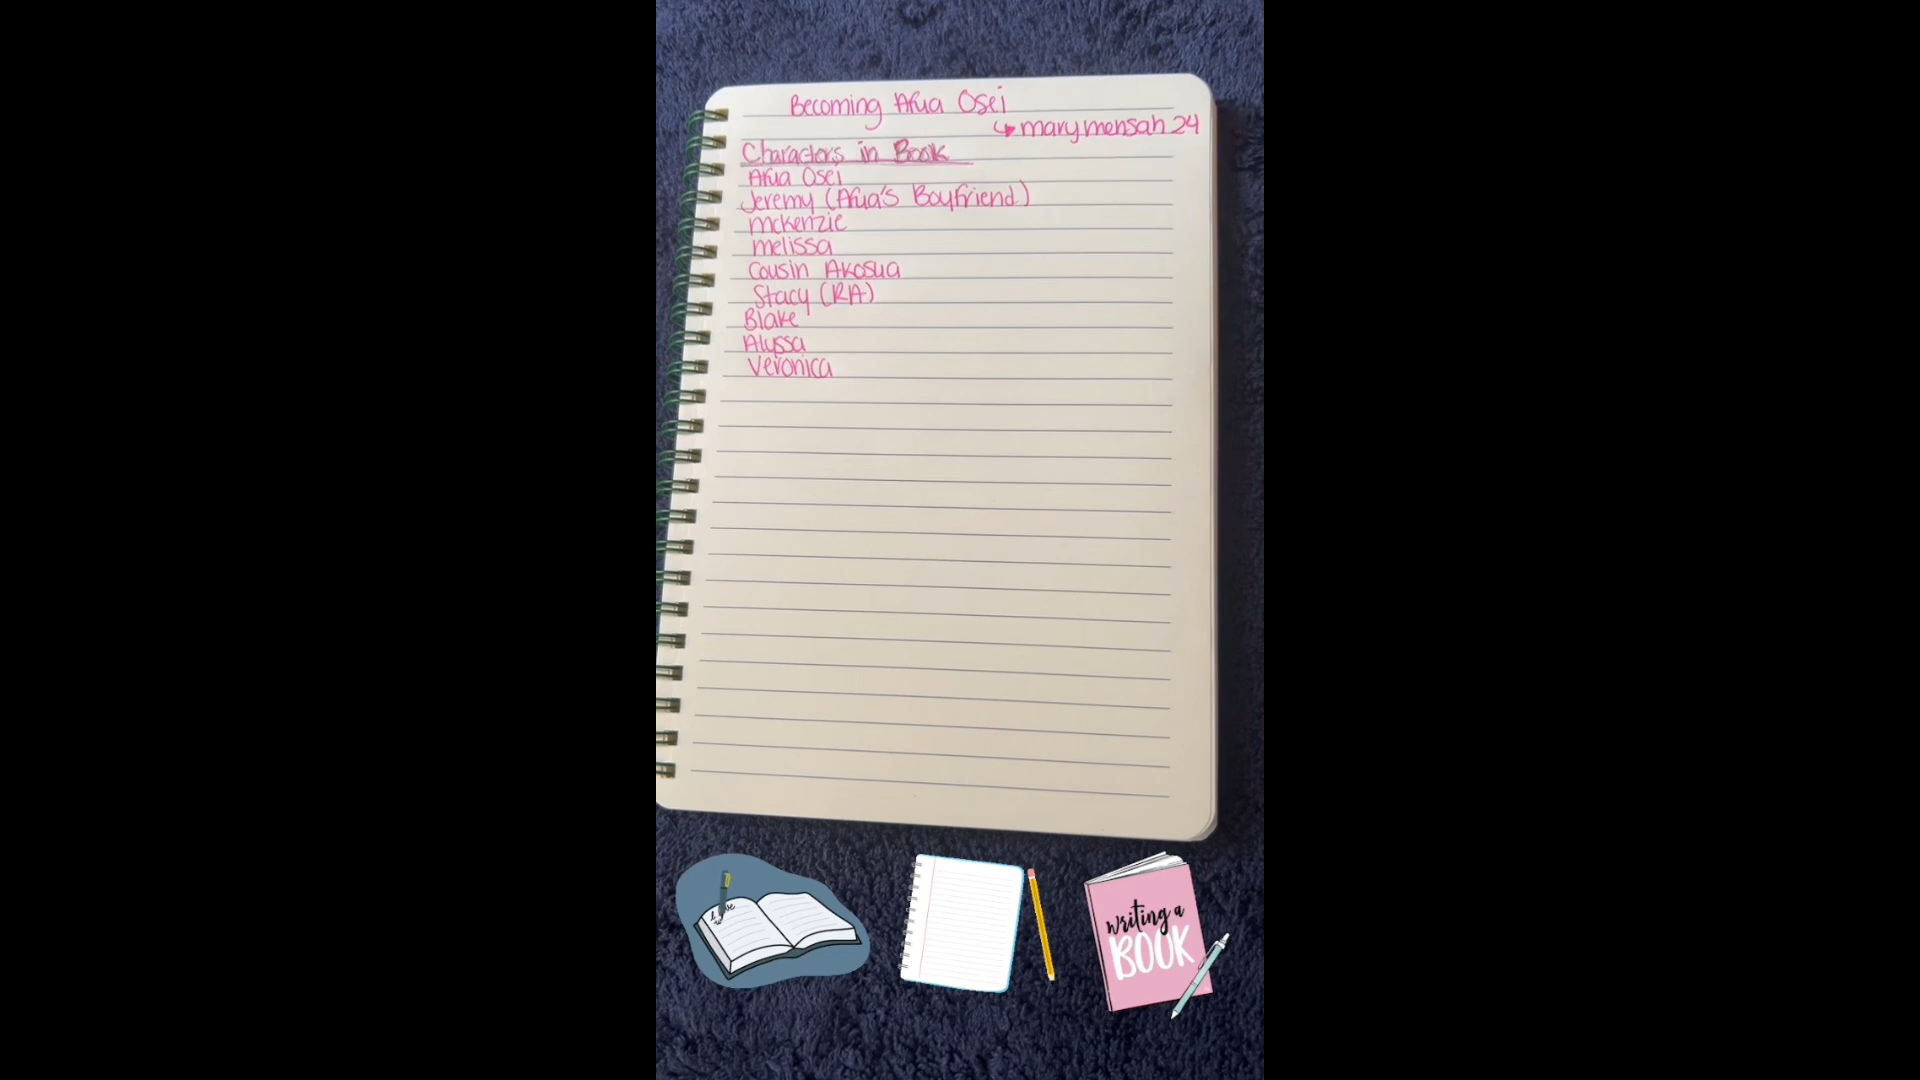 Becoming Afua Osei
↳ marymensah24
Charactors in Book
Afua Osei
Jeremy (Afua's Boyfriend)
mckenzie
melissa
Cousin Akosua
Stacy (RA)
Blake
Alyssa
Veronica
writing a
BOOK